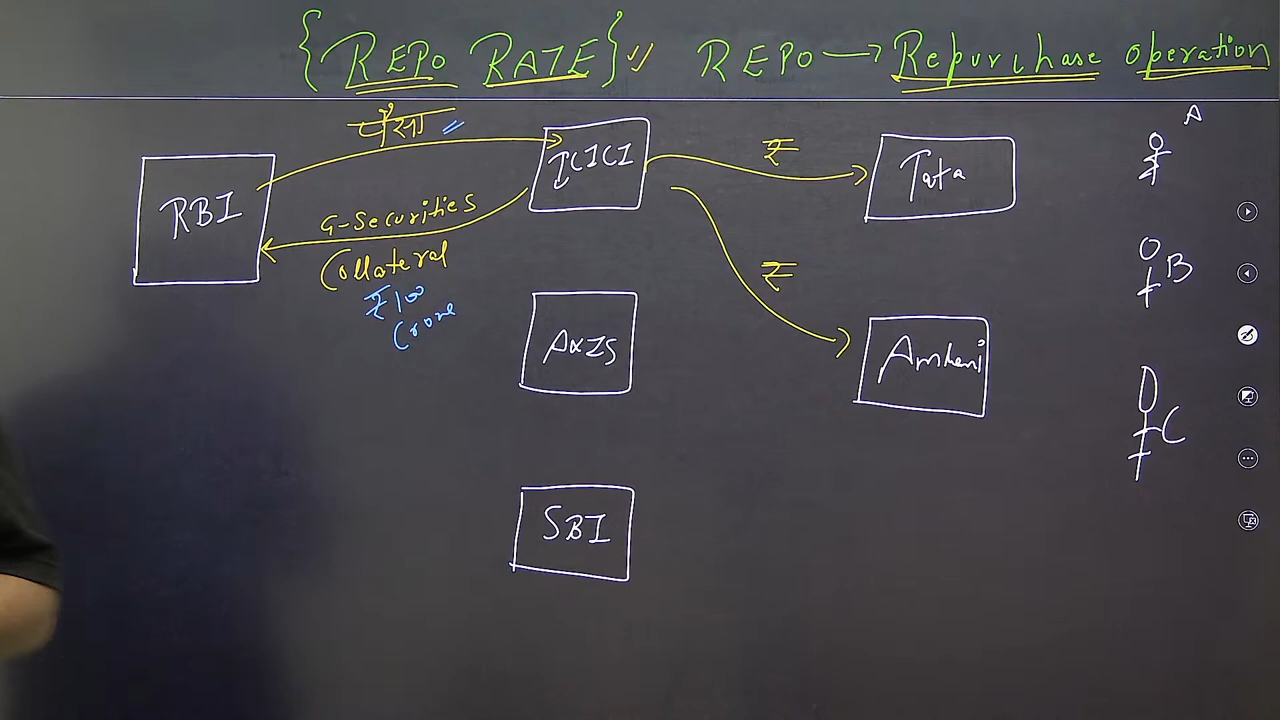 {REPO RATE} REPO → Repurchase operation
पैसा
A
RBI
ICICI
₹
Tata
G-Securities
Collateral
₹100
Crore
₹
B
Axis
Ambani
C
SBI